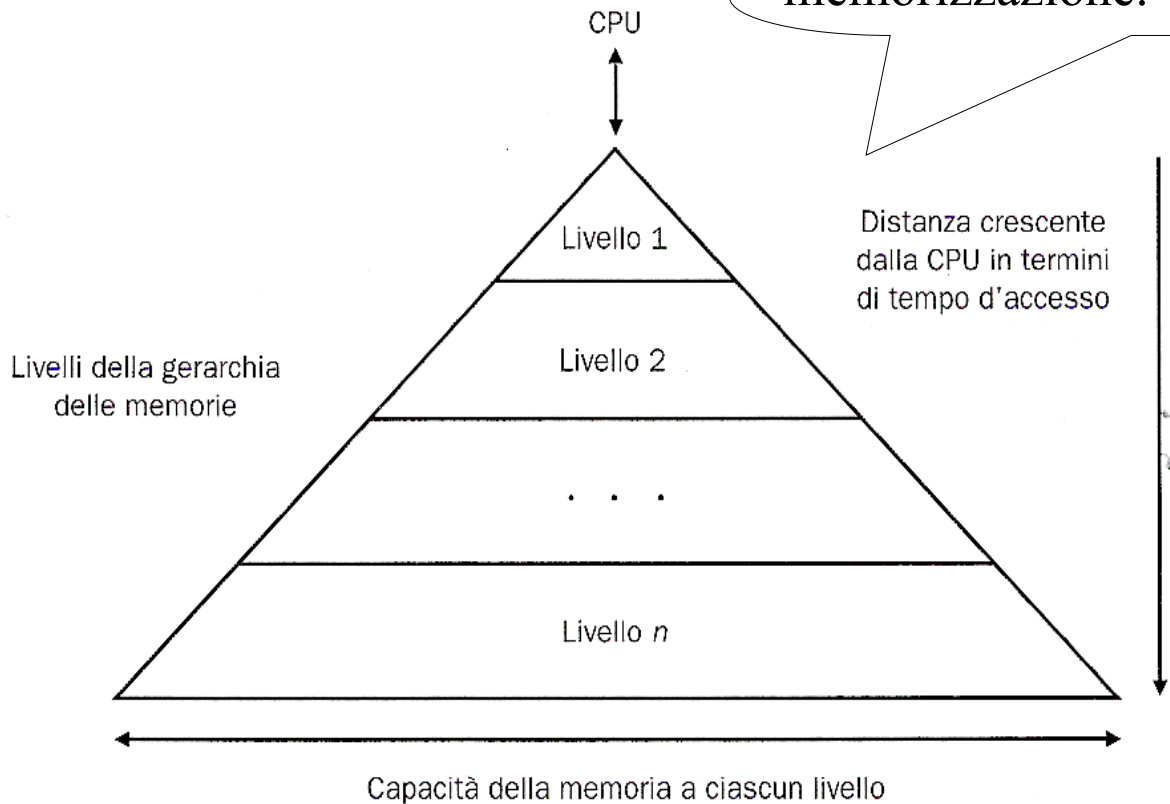 memorizzazione.
CPU
Livello 1
Distanza crescente
dalla CPU in termini
di tempo d'accesso
Livello 2
Livelli della gerarchia
delle memorie
. . .
Livello n
Capacità della memoria a ciascun livello